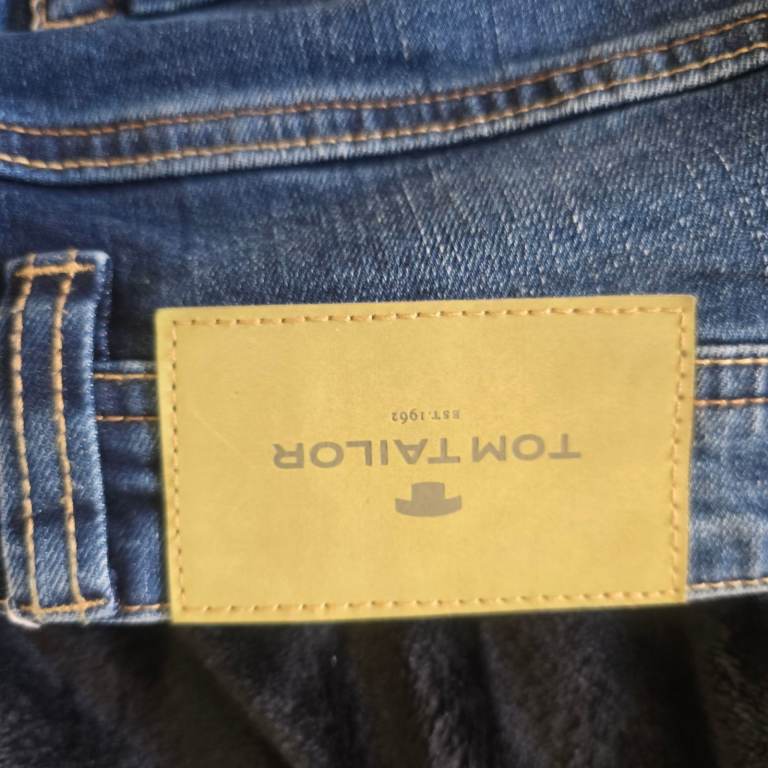 TOM TAILOR
EST. 1962